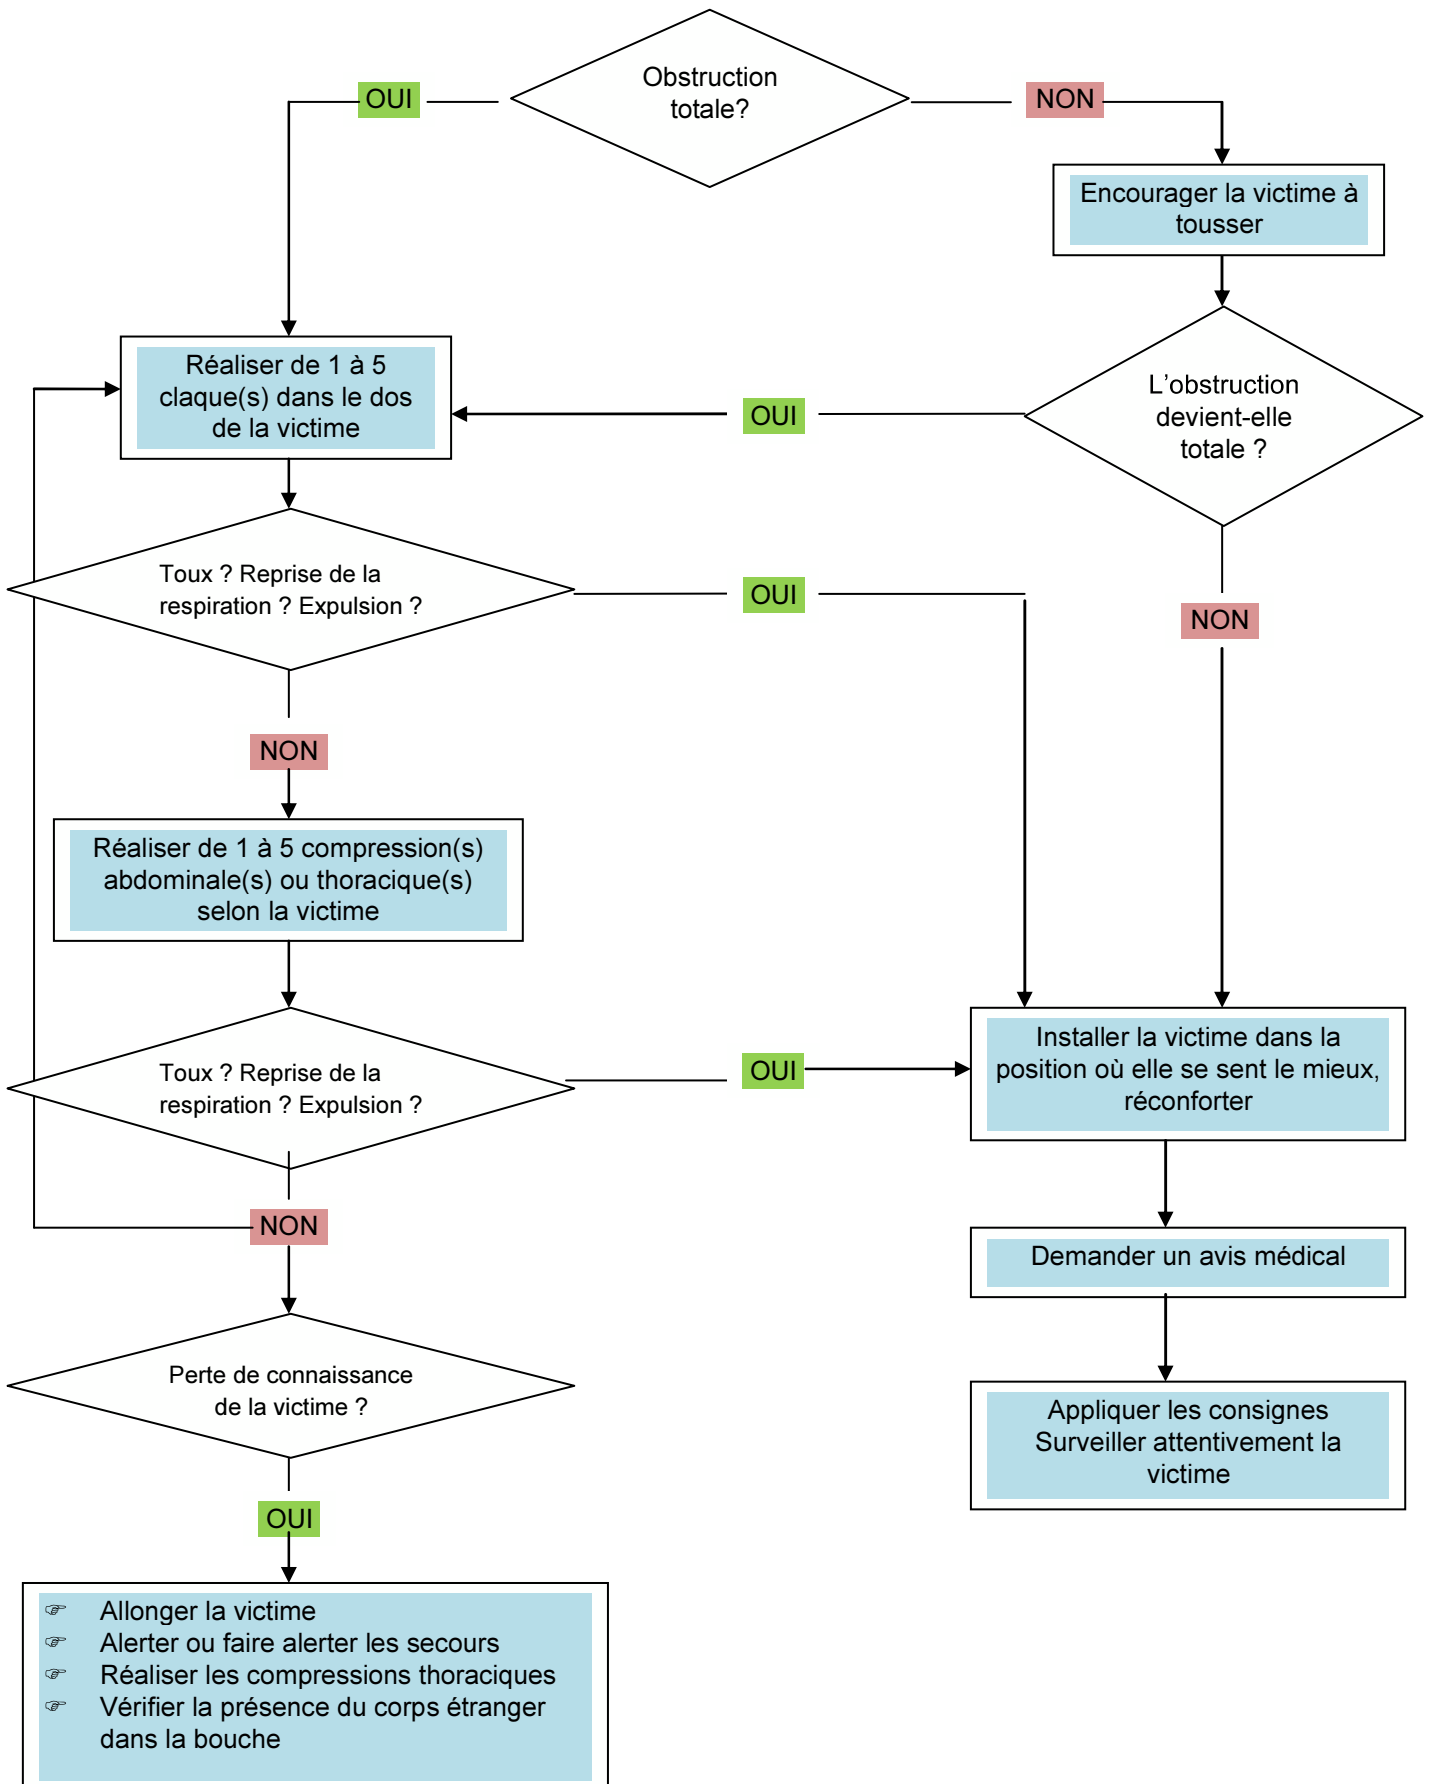 Obstruction
totale?
OUI
NON
Encourager la victime à
tousser
Réaliser de 1 à 5
claque(s) dans le dos
de la victime
OUI
L'obstruction
devient-elle
totale ?
Toux ? Reprise de la
respiration ? Expulsion ?
OUI
NON
NON
Réaliser de 1 à 5 compression(s)
abdominale(s) ou thoracique(s)
selon la victime
Toux ? Reprise de la
respiration ? Expulsion ?
OUI
Installer la victime dans la
position où elle se sent le mieux,
réconforter
NON
Demander un avis médical
Perte de connaissance
de la victime ?
Appliquer les consignes
Surveiller attentivement la
victime
OUI
☞ Allonger la victime
☞ Alerter ou faire alerter les secours
☞ Réaliser les compressions thoraciques
☞ Vérifier la présence du corps étranger
dans la bouche